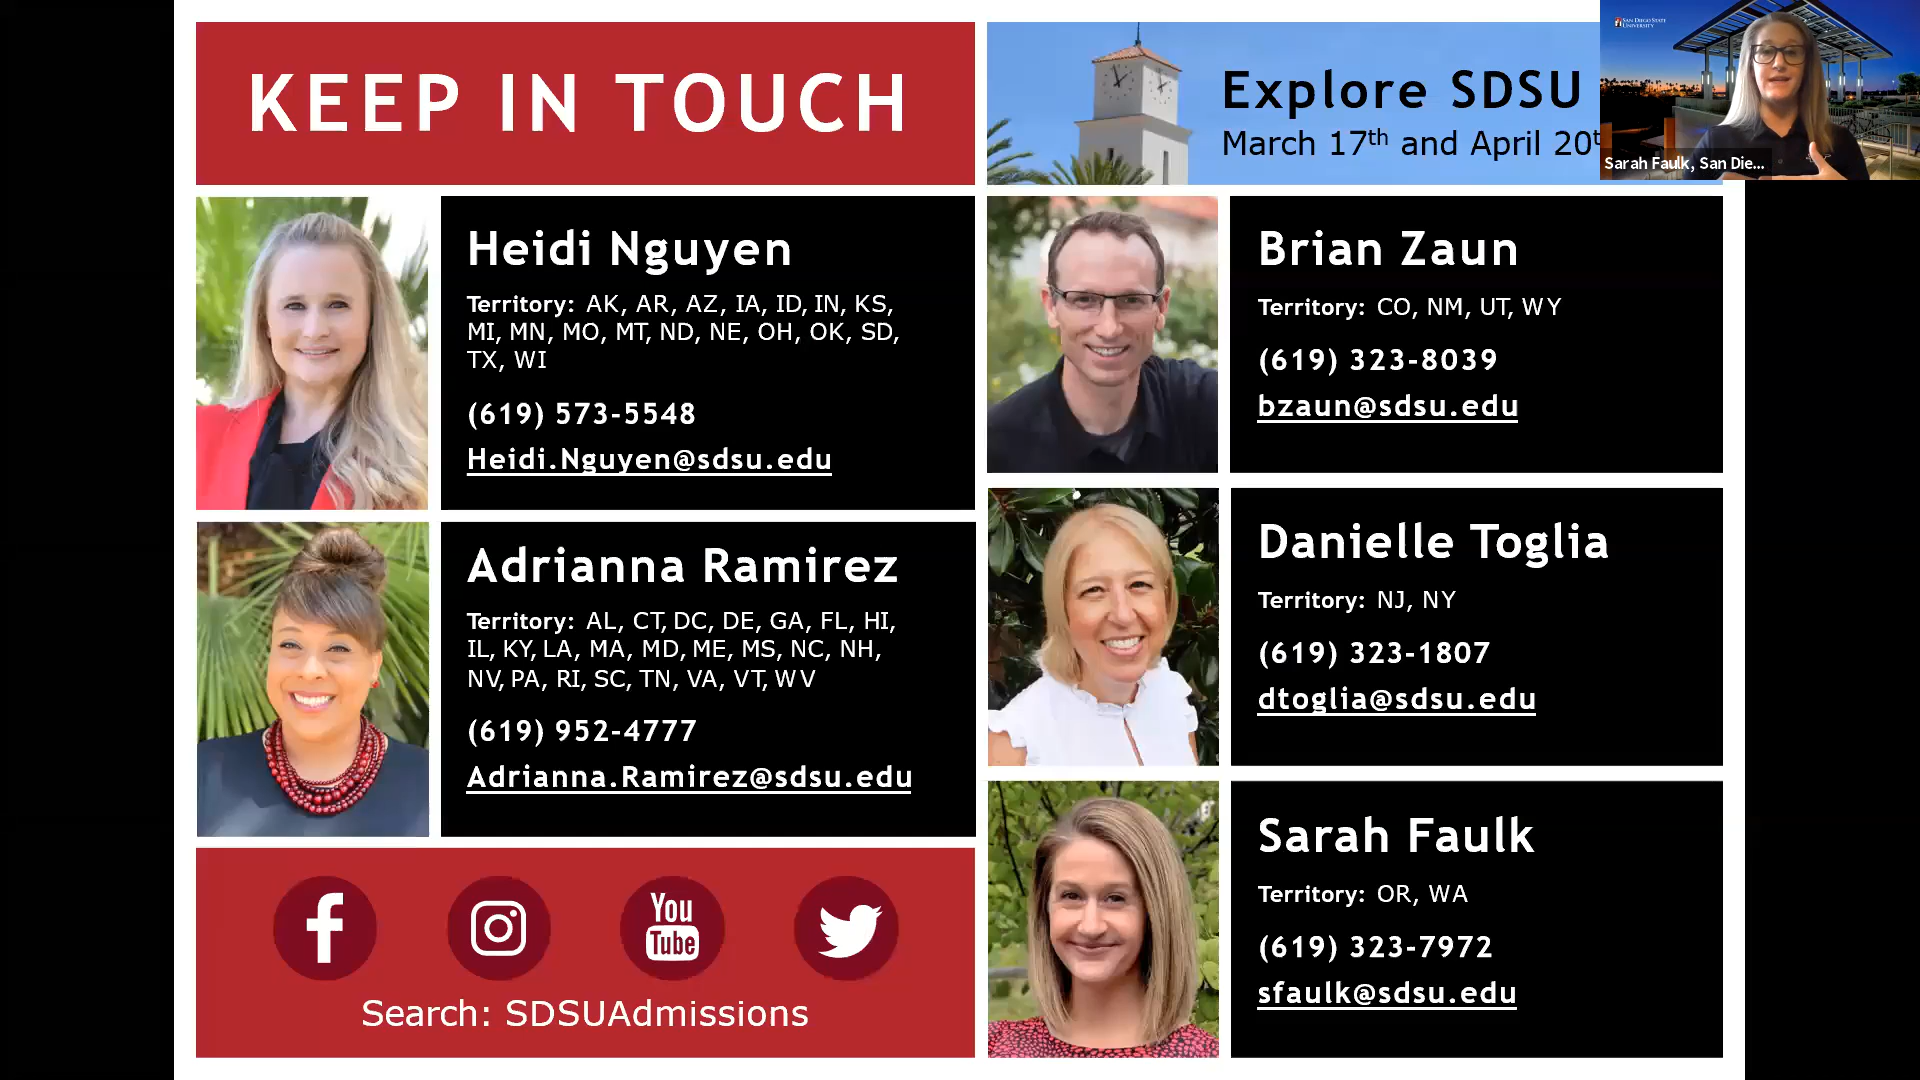 KEEP IN TOUCH
Explore SDSU
March 17th and April 20t
SAN DIEGO STATE
UNIVERSITY
Sarah Faulk, San Die...
Heidi Nguyen
Territory: AK, AR, AZ, IA, ID, IN, KS,
MI, MN, MO, MT, ND, NE, OH, OK, SD,
TX, WI
(619) 573-5548
Heidi.Nguyen@sdsu.edu
Adrianna Ramirez
Territory: AL, CT, DC, DE, GA, FL, HI,
IL, KY, LA, MA, MD, ME, MS, NC, NH,
NV, PA, RI, SC, TN, VA, VT, WV
(619) 952-4777
Adrianna.Ramirez@sdsu.edu
You
Tube
Search: SDSUAdmissions
Brian Zaun
Territory: CO, NM, UT, WY
(619) 323-8039
bzaun@sdsu.edu
Danielle Toglia
Territory: NJ, NY
(619) 323-1807
dtoglia@sdsu.edu
Sarah Faulk
Territory: OR, WA
(619) 323-7972
sfaulk@sdsu.edu